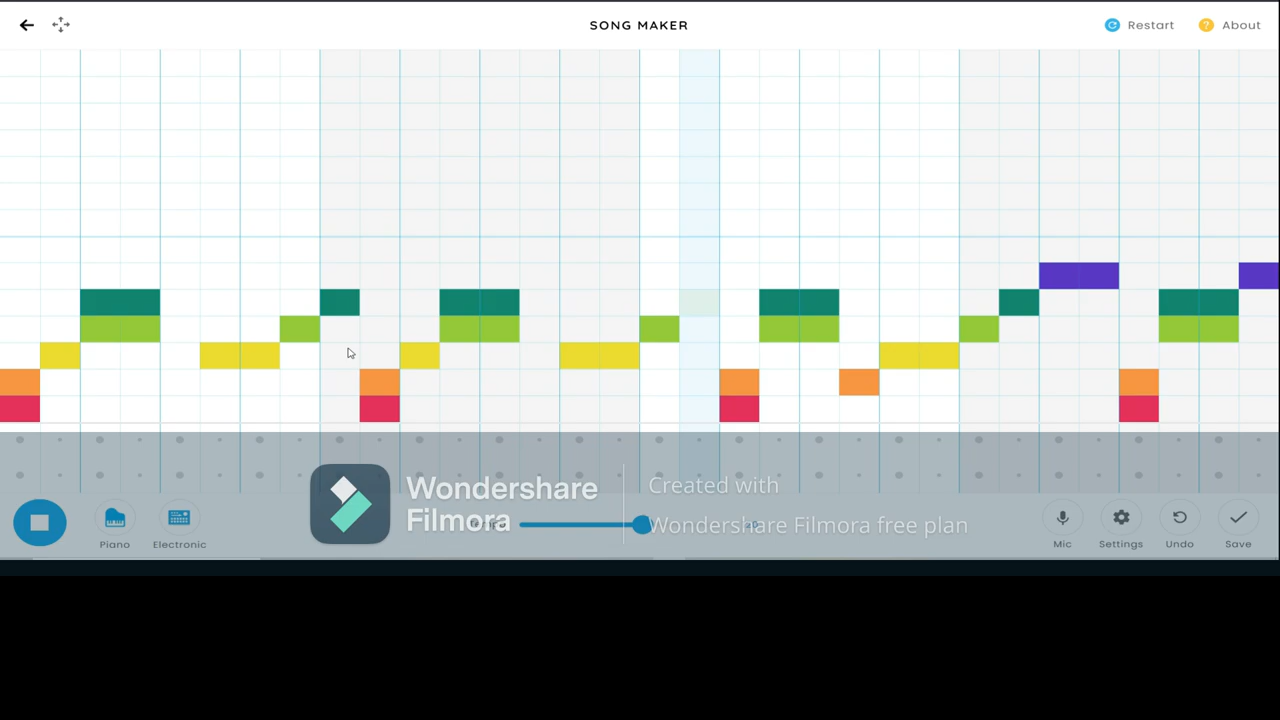 SONG MAKER
Restart
About
Wondershare
Filmora
Created with
Wondershare Filmora free plan
Piano
Electronic
Mic
Settings
Undo
Save